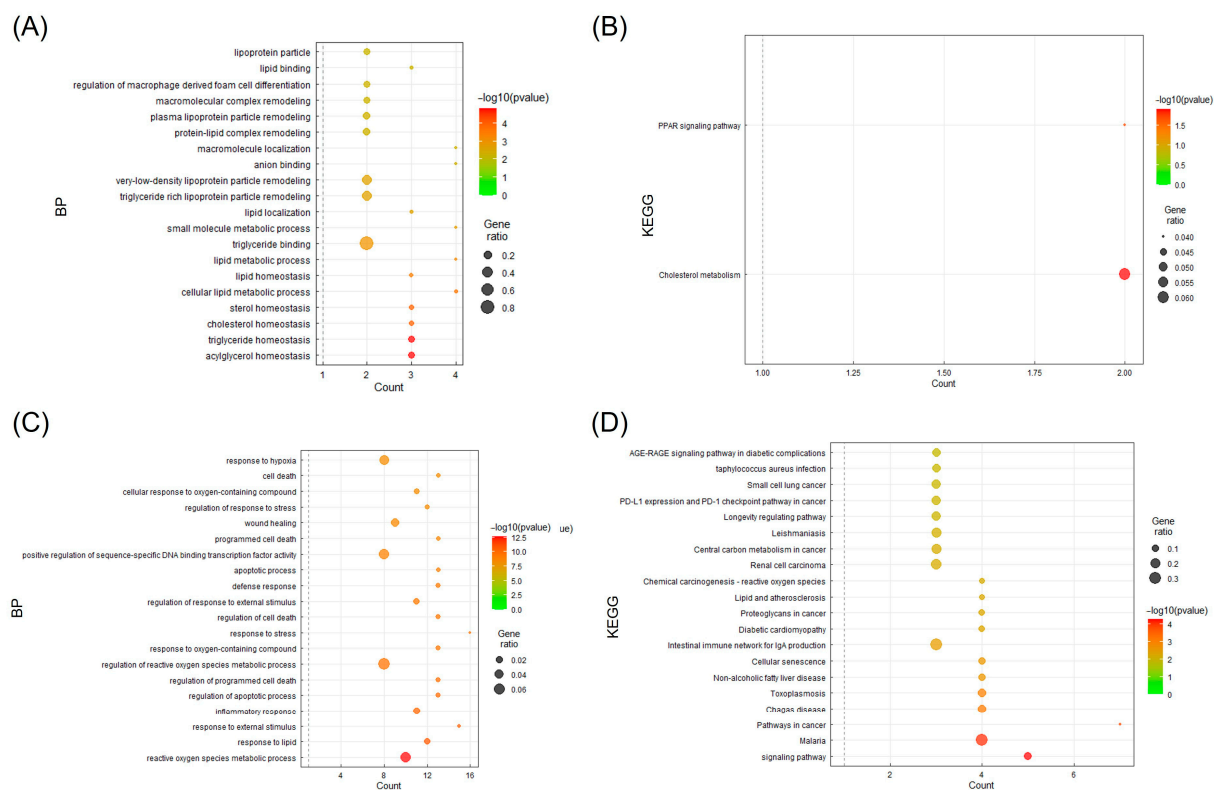 (A)
lipoprotein particle
lipid binding
regulation of macrophage derived foam cell differentiation
macromolecular complex remodeling
plasma lipoprotein particle remodeling
protein-lipid complex remodeling
macromolecule localization
anion binding
very-low-density lipoprotein particle remodeling
triglyceride rich lipoprotein particle remodeling
lipid localization
small molecule metabolic process
triglyceride binding
lipid metabolic process
lipid homeostasis
cellular lipid metabolic process
sterol homeostasis
cholesterol homeostasis
triglyceride homeostasis
acylglycerol homeostasis
BP
1 2 3 4
Count
−log10(pvalue)
4
3
2
1
0
Gene
ratio
0.2
0.4
0.6
0.8
(B)
PPAR signaling pathway
Cholesterol metabolism
KEGG
1.00 1.25 1.50 1.75 2.00
Count
−log10(pvalue)
1.5
1.0
0.5
0.0
Gene
ratio
0.040
0.045
0.050
0.055
0.060
(C)
response to hypoxia
cell death
cellular response to oxygen-containing compound
regulation of response to stress
wound healing
programmed cell death
positive regulation of sequence-specific DNA binding transcription factor activity
apoptotic process
defense response
regulation of response to external stimulus
regulation of cell death
response to stress
response to oxygen-containing compound
regulation of reactive oxygen species metabolic process
regulation of programmed cell death
regulation of apoptotic process
inflammatory response
response to external stimulus
response to lipid
reactive oxygen species metabolic process
BP
4 8 12 16
Count
−log10(pvalue) ue)
12.5
10.0
7.5
5.0
2.5
0.0
Gene
ratio
0.02
0.04
0.06
(D)
AGE-RAGE signaling pathway in diabetic complications
taphylococcus aureus infection
Small cell lung cancer
PD-L1 expression and PD-1 checkpoint pathway in cancer
Longevity regulating pathway
Leishmaniasis
Central carbon metabolism in cancer
Renal cell carcinoma
Chemical carcinogenesis - reactive oxygen species
Lipid and atherosclerosis
Proteoglycans in cancer
Diabetic cardiomyopathy
Intestinal immune network for IgA production
Cellular senescence
Non-alcoholic fatty liver disease
Toxoplasmosis
Chagas disease
Pathways in cancer
Malaria
signaling pathway
KEGG
2 4 6
Count
Gene
ratio
0.1
0.2
0.3
−log10(pvalue)
4
3
2
1
0